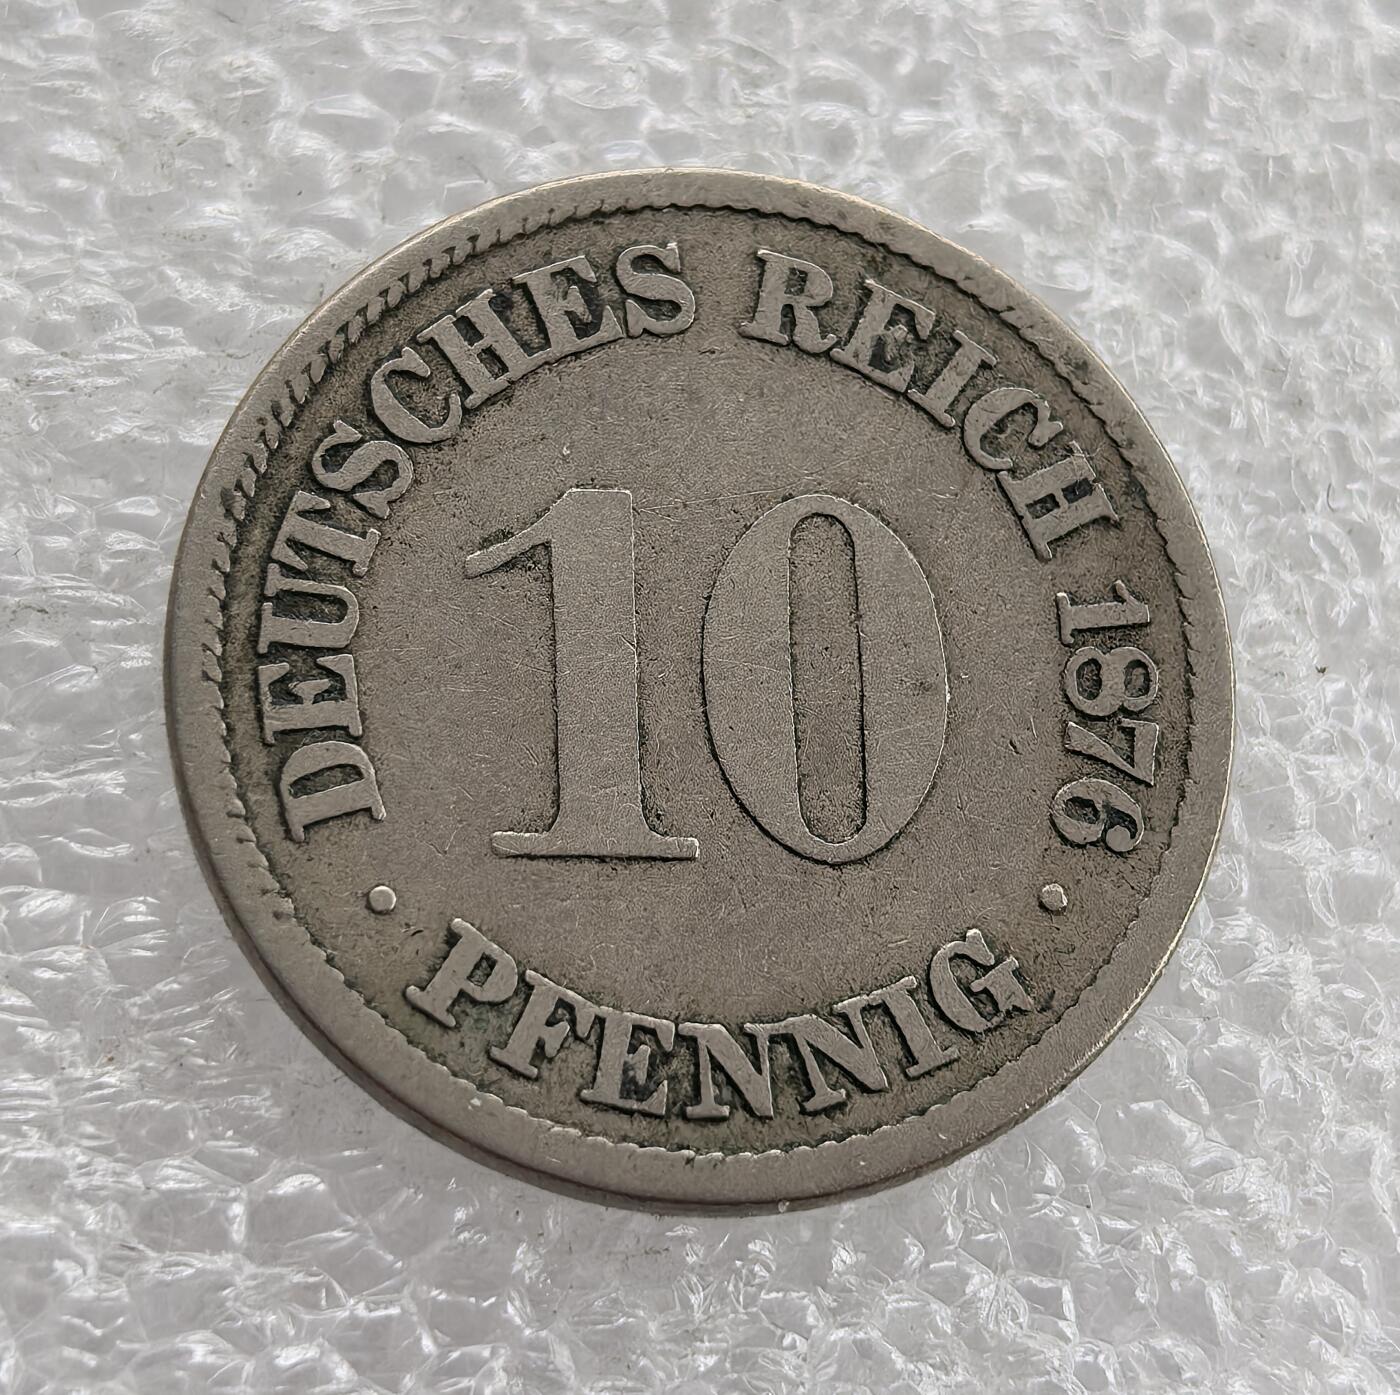 DEUTSCHES REICH 1876
10
• PFENNIG •